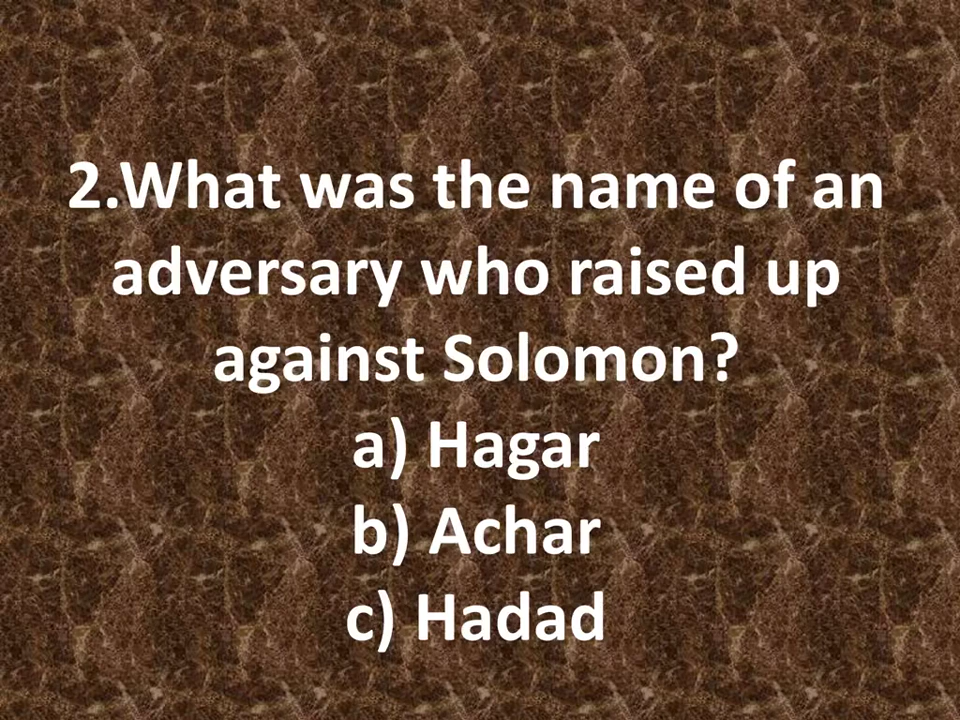 2.What was the name of an
adversary who raised up
against Solomon?
a) Hagar
b) Achar
c) Hadad